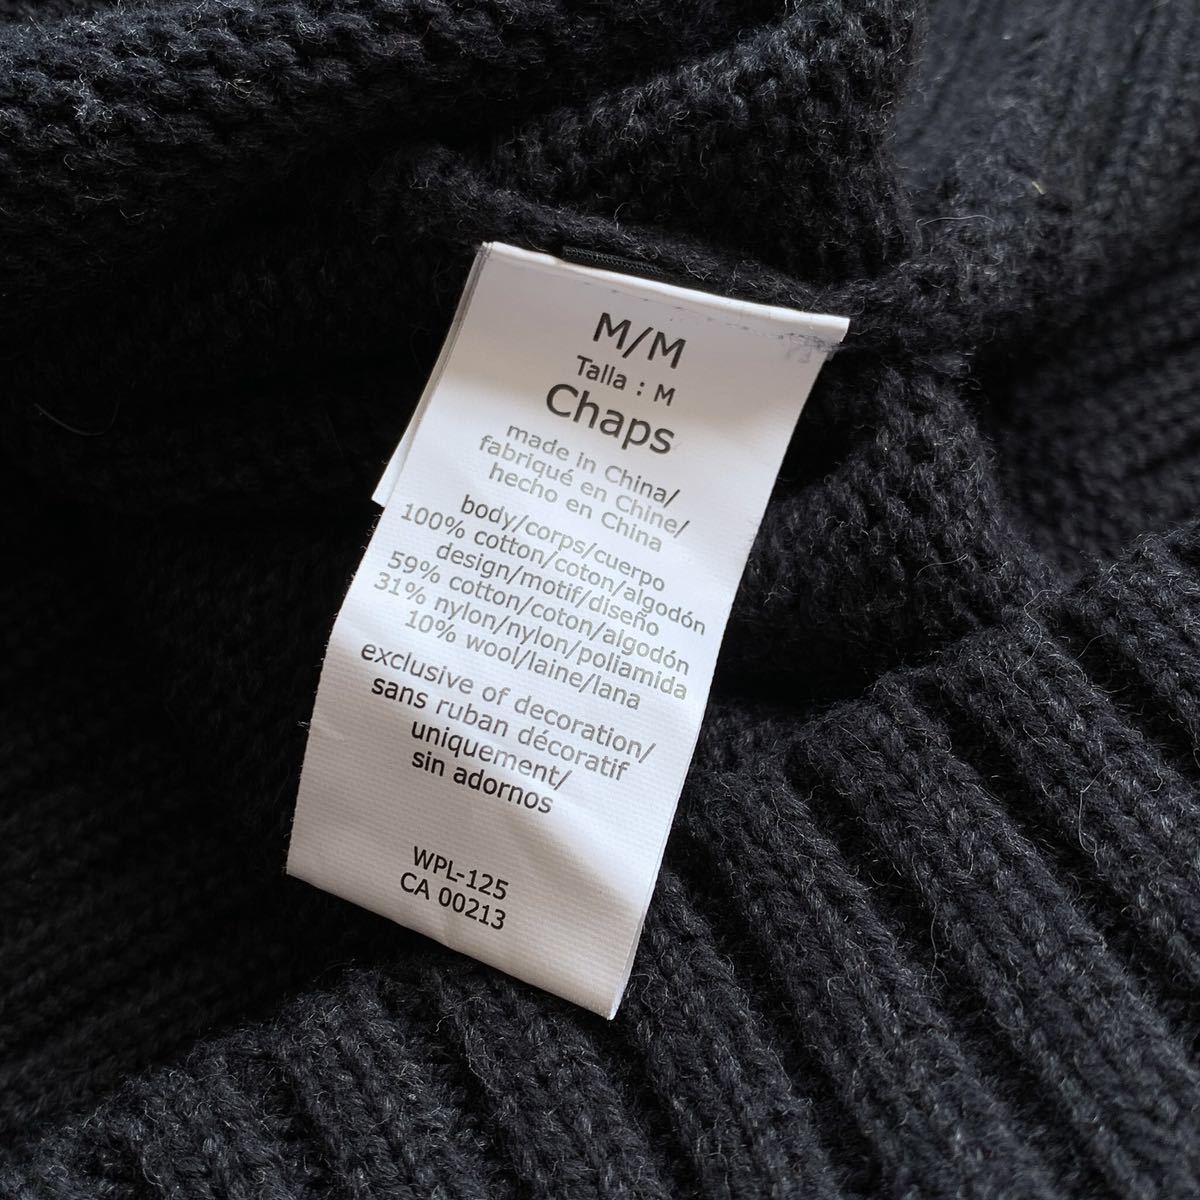 M/M
Talla : M
Chaps
made in China/
fabriqué en Chine/
hecho en China
body/corps/cuerpo
100% cotton/coton/algodón
design/motif/diseño
59% cotton/coton/algodón
31% nylon/nylon/poliamida
10% wool/laine/lana
exclusive of decoration/
sans ruban décoratif
uniquement/
sin adornos
WPL-125
CA 00213